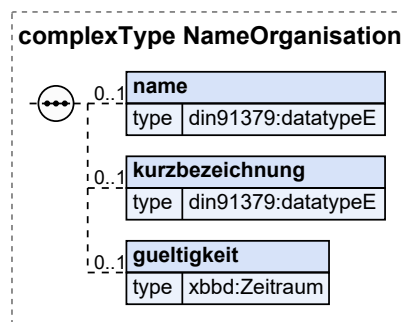 complexType NameOrganisation
0..1 name
type din91379:datatypeE
0..1 kurzbezeichnung
type din91379:datatypeE
0..1 gueltigkeit
type xbbd:Zeitraum